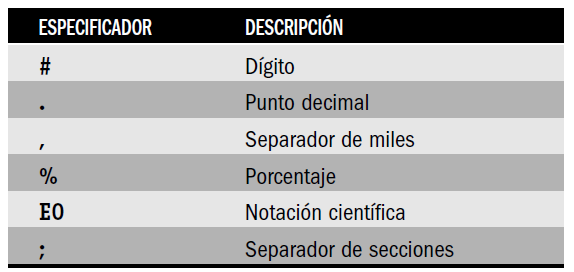 ESPECIFICADOR DESCRIPCIÓN
# Dígito
. Punto decimal
, Separador de miles
% Porcentaje
E0 Notación científica
; Separador de secciones